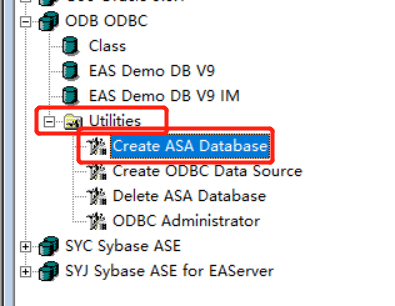 ODB ODBC
Class
EAS Demo DB V9
EAS Demo DB V9 IM
Utilities
Create ASA Database
Create ODBC Data Source
Delete ASA Database
ODBC Administrator
SYC Sybase ASE
SYJ Sybase ASE for EAServer